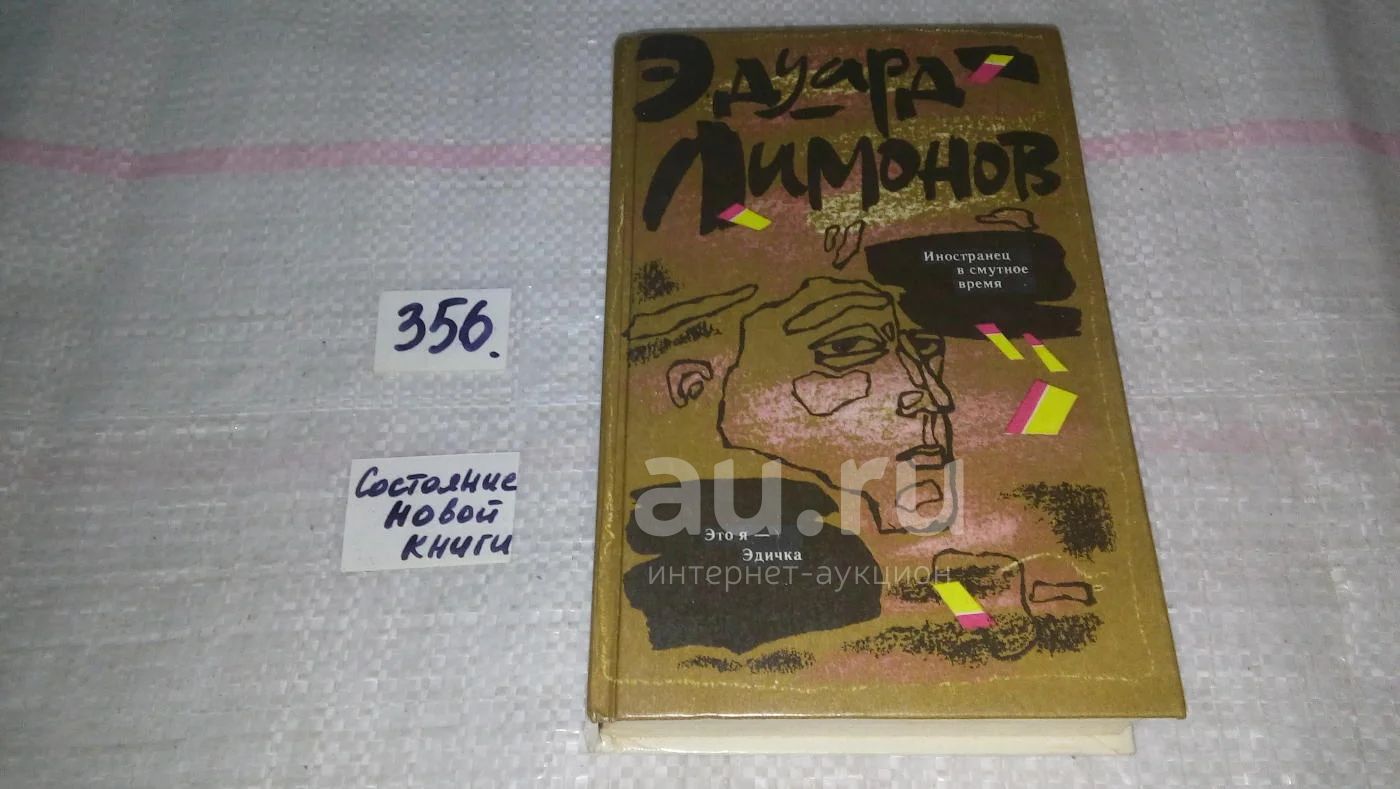 Эдуард
Лимонов
Иностранец
в смутное
время
356.
Состояние
новой
книги
au.ru
Это я —
Эдичка
интернет-аукцион